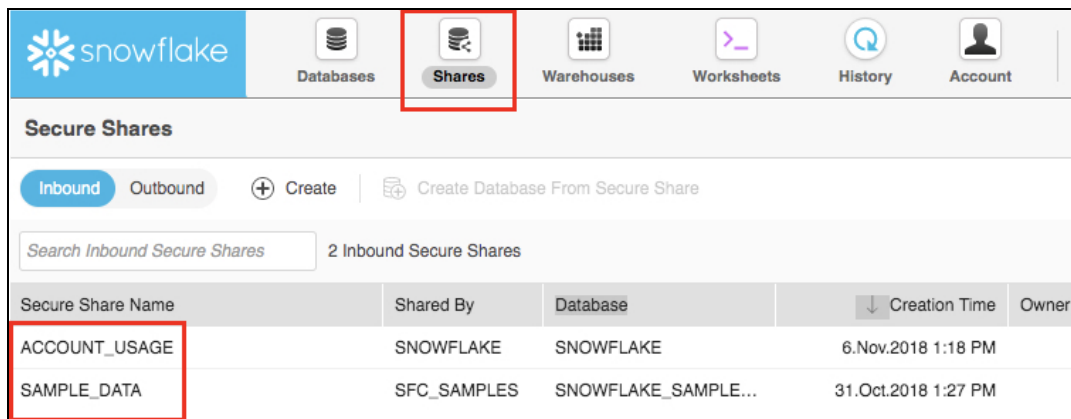 snowflake
Databases Shares Warehouses Worksheets History Account
Secure Shares
Inbound Outbound Create Create Database From Secure Share
Search Inbound Secure Shares 2 Inbound Secure Shares
Secure Share Name Shared By Database ↓ Creation Time Owner
ACCOUNT_USAGE SNOWFLAKE SNOWFLAKE 6.Nov.2018 1:18 PM
SAMPLE_DATA SFC_SAMPLES SNOWFLAKE_SAMPLE... 31.Oct.2018 1:27 PM